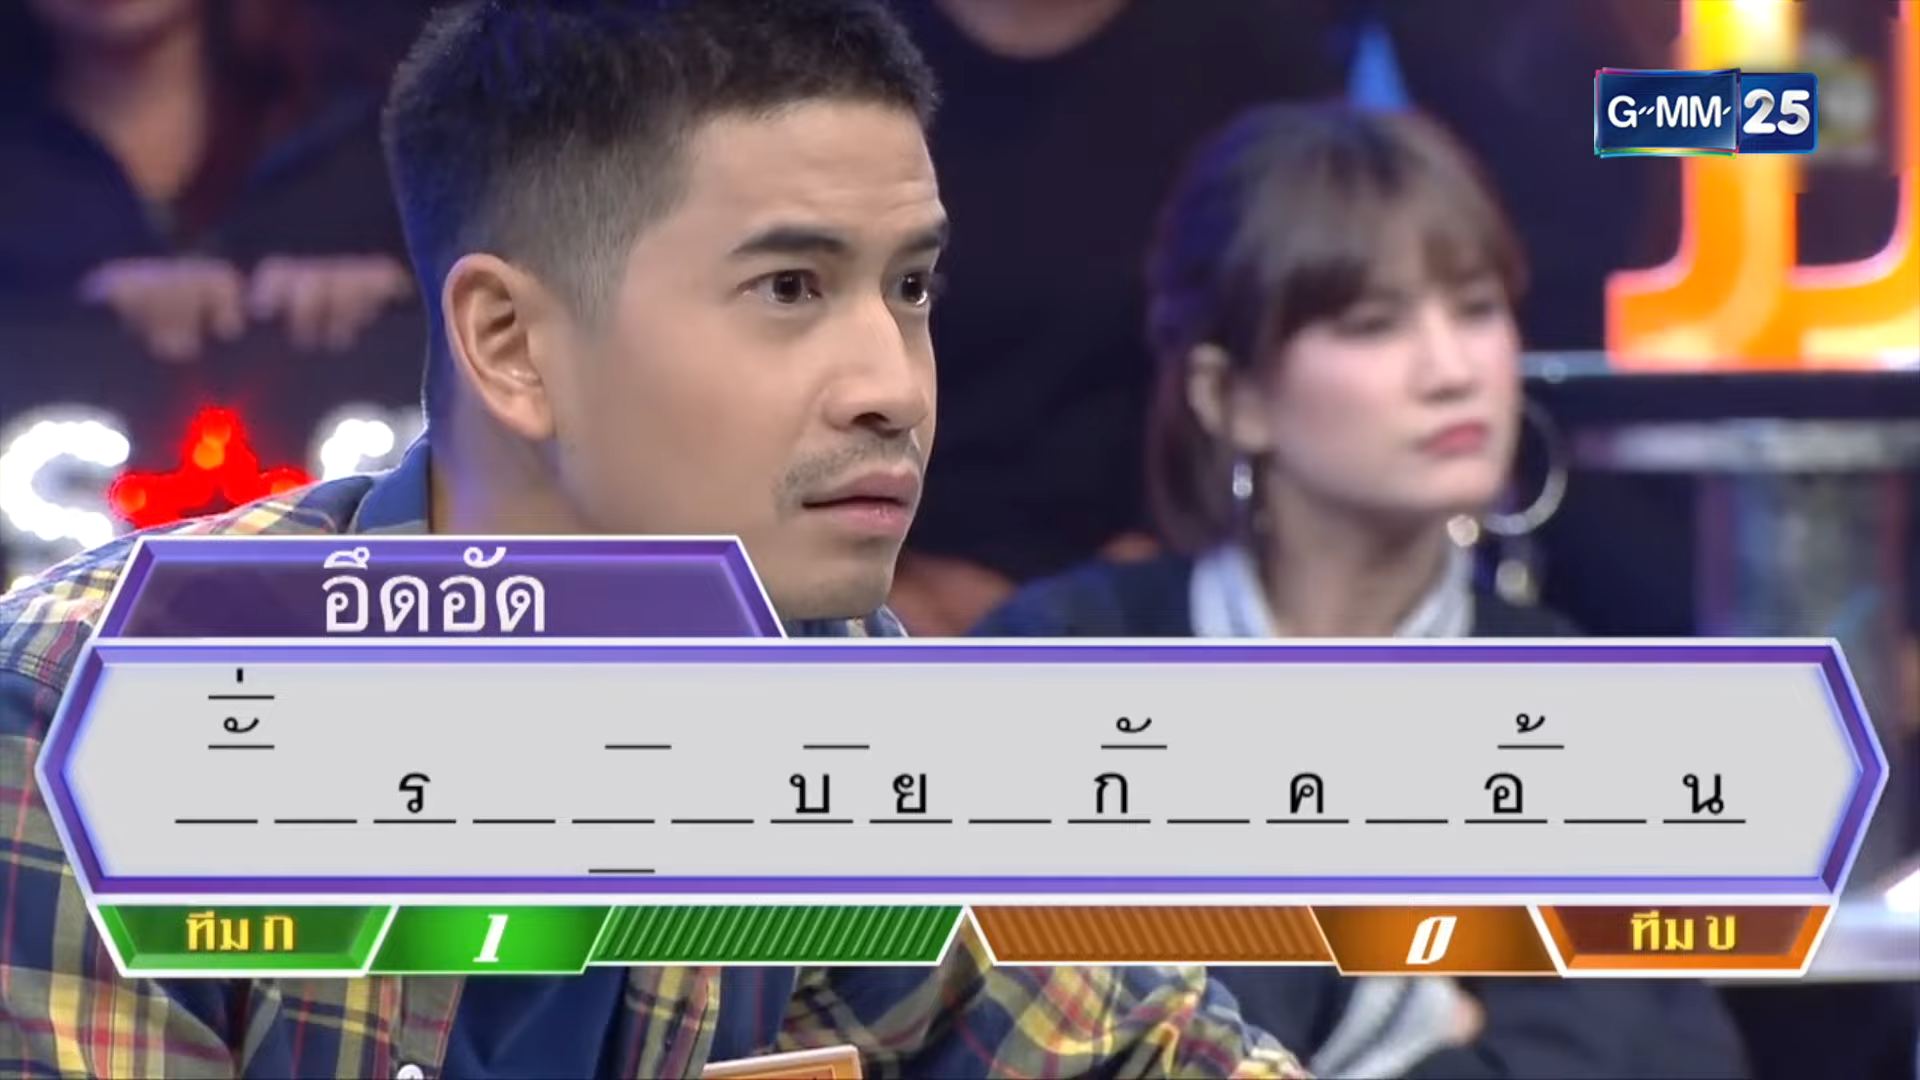 GMM 25
อึดอัด
_ ั่ _ ร _ _ _ บ ย _ กั _ ค _ อ้ _ น
ทีม ก 1 0 ทีม ข